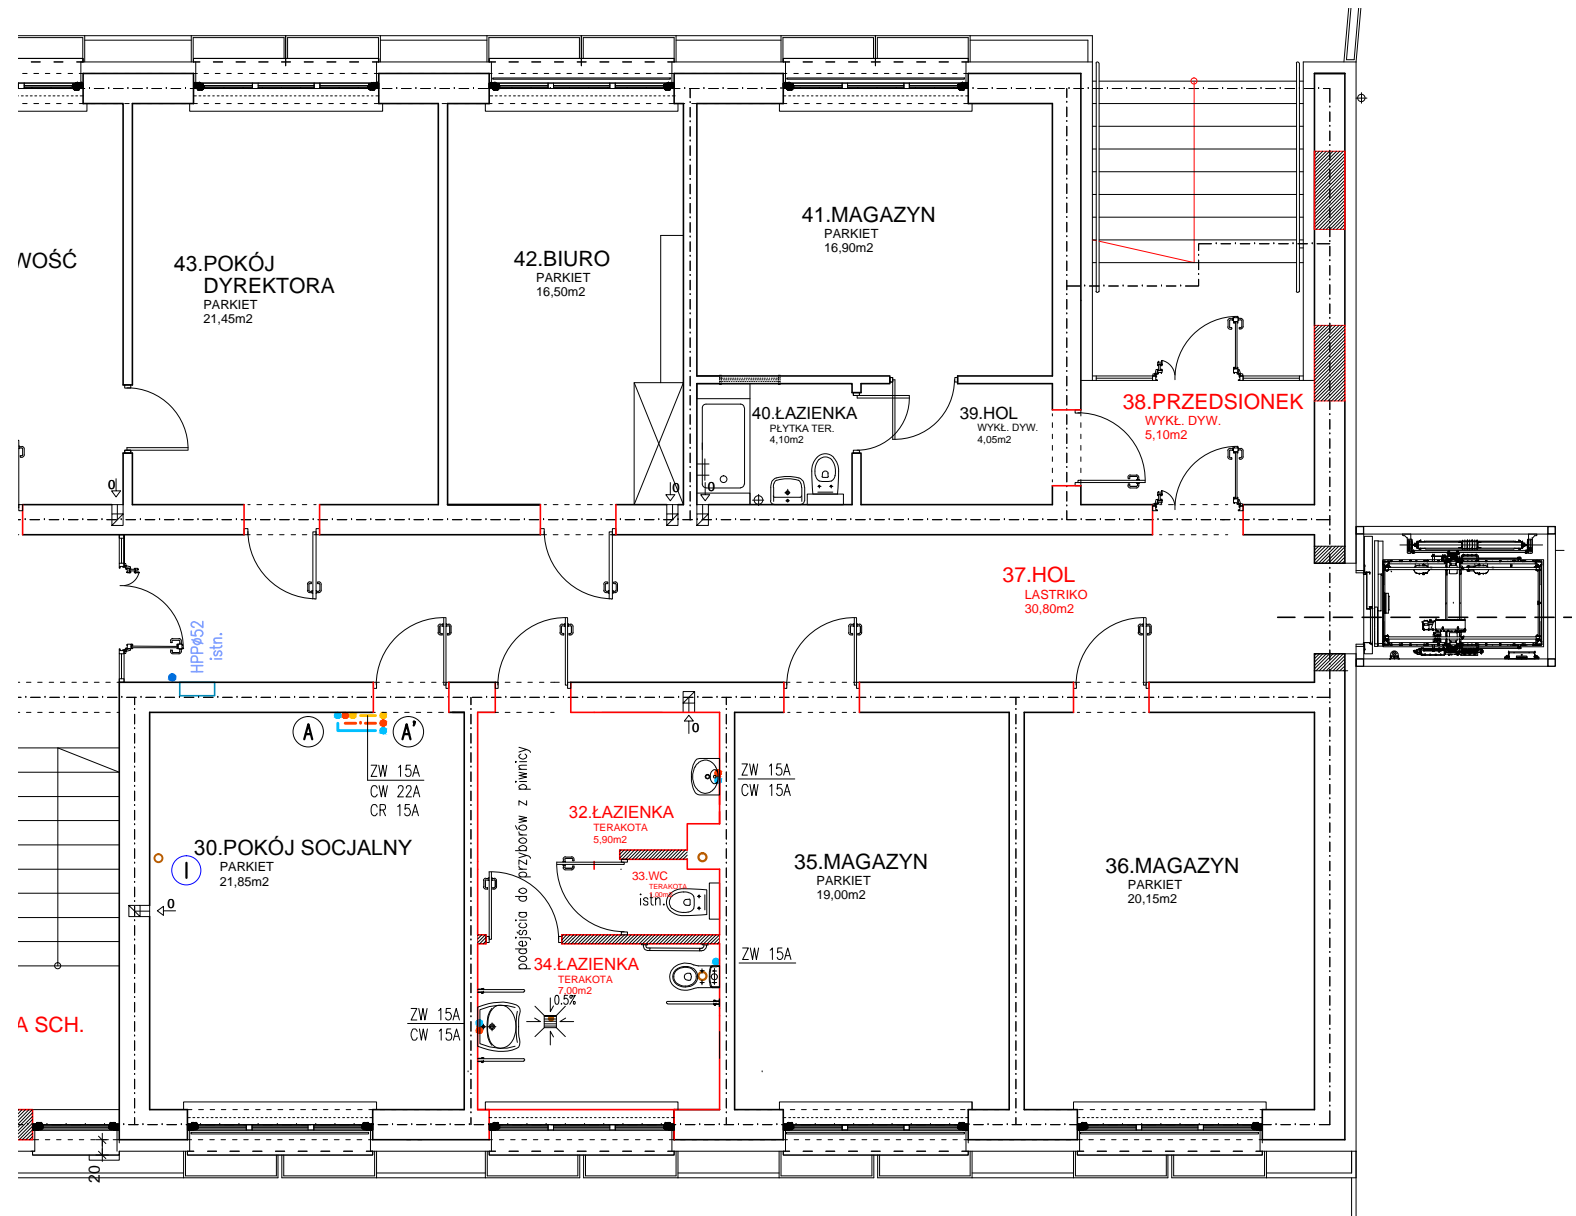 WOŚĆ
43.POKÓJ
DYREKTORA
PARKIET
21,45m2
42.BIURO
PARKIET
16,50m2
41.MAGAZYN
PARKIET
16,90m2
40.ŁAZIENKA
PŁYTKA TER.
4,10m2
39.HOL
WYKŁ. DYW.
4,05m2
38.PRZEDSIONEK
WYKŁ. DYW.
5,10m2
0
0
0
37.HOL
LASTRIKO
30,80m2
HPPø52
istn.
A
A'
ZW 15A
CW 22A
CR 15A
0
podejścia do przyborów z piwnicy
ZW 15A
CW 15A
32.ŁAZIENKA
TERAKOTA
5,90m2
30.POKÓJ SOCJALNY
PARKIET
21,85m2
I
0
33.WC
TERAKOTA
istn.
35.MAGAZYN
PARKIET
19,00m2
36.MAGAZYN
PARKIET
20,15m2
ZW 15A
34.ŁAZIENKA
TERAKOTA
7,00m2
0.5%
ZW 15A
CW 15A
A SCH.
20